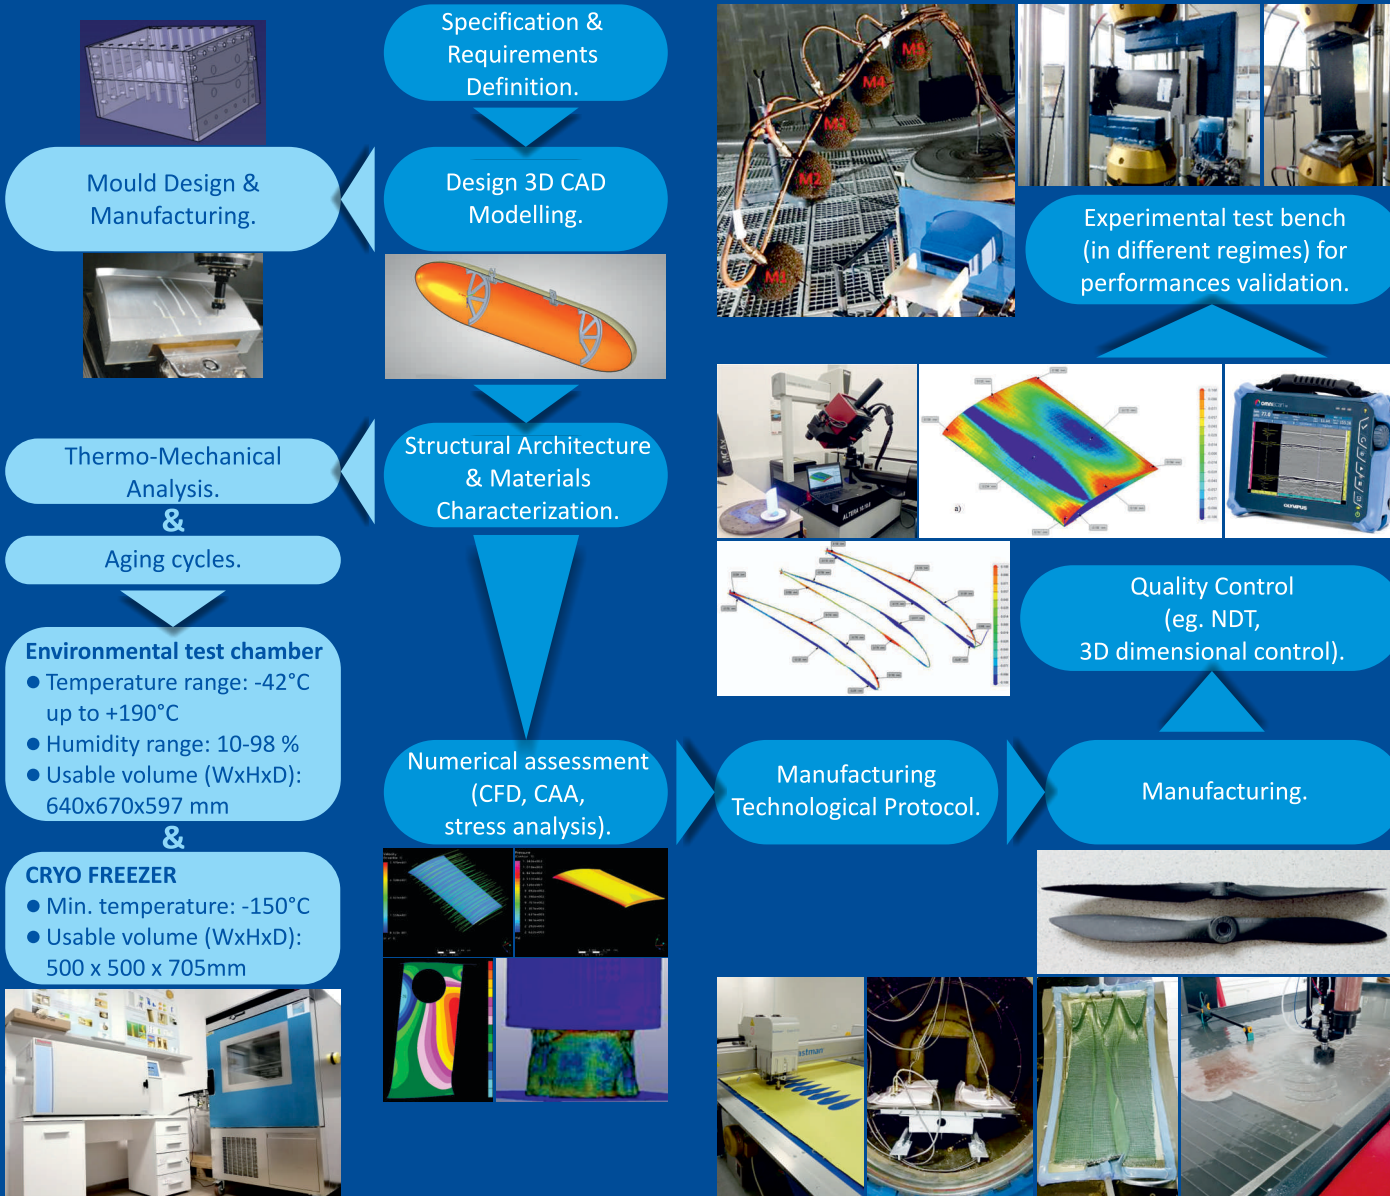 Specification &
Requirements
Definition.
Mould Design &
Manufacturing.
Design 3D CAD
Modelling.
M5
M4
M3
M2
M1
Experimental test bench
(in different regimes) for
performances validation.
Thermo-Mechanical
Analysis.
&
Aging cycles.
Structural Architecture
& Materials
Characterization.
a)
OLYMPUS
Environmental test chamber
● Temperature range: -42°C
up to +190°C
● Humidity range: 10-98 %
● Usable volume (WxHxD):
640x670x597 mm
&
CRYO FREEZER
● Min. temperature: -150°C
● Usable volume (WxHxD):
500 x 500 x 705mm
Quality Control
(eg. NDT,
3D dimensional control).
Numerical assessment
(CFD, CAA,
stress analysis).
Manufacturing
Technological Protocol.
Manufacturing.